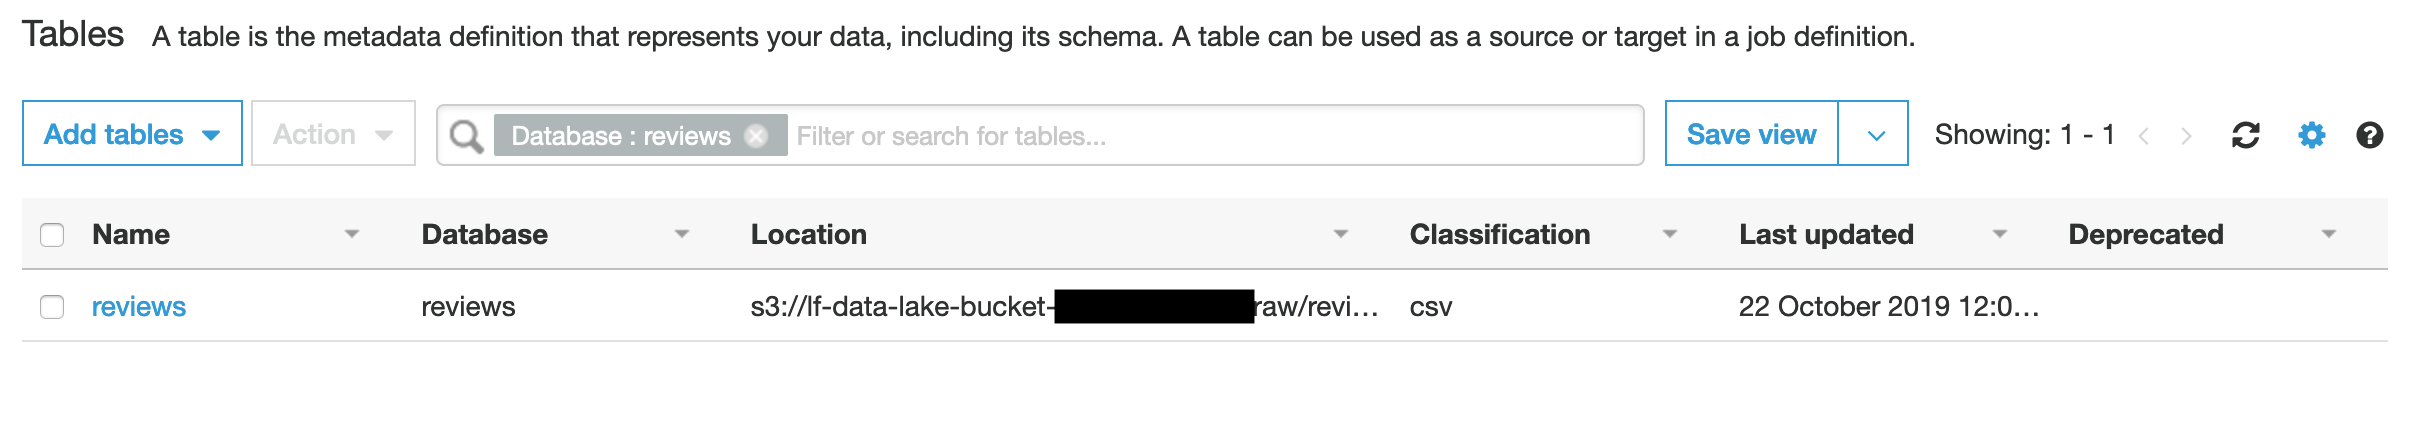 Tables A table is the metadata definition that represents your data, including its schema. A table can be used as a source or target in a job definition.
Add tables Action Database : reviews Filter or search for tables... Save view Showing: 1 - 1
Name Database Location Classification Last updated Deprecated
reviews reviews s3://lf-data-lake-bucket- raw/revi... csv 22 October 2019 12:0...